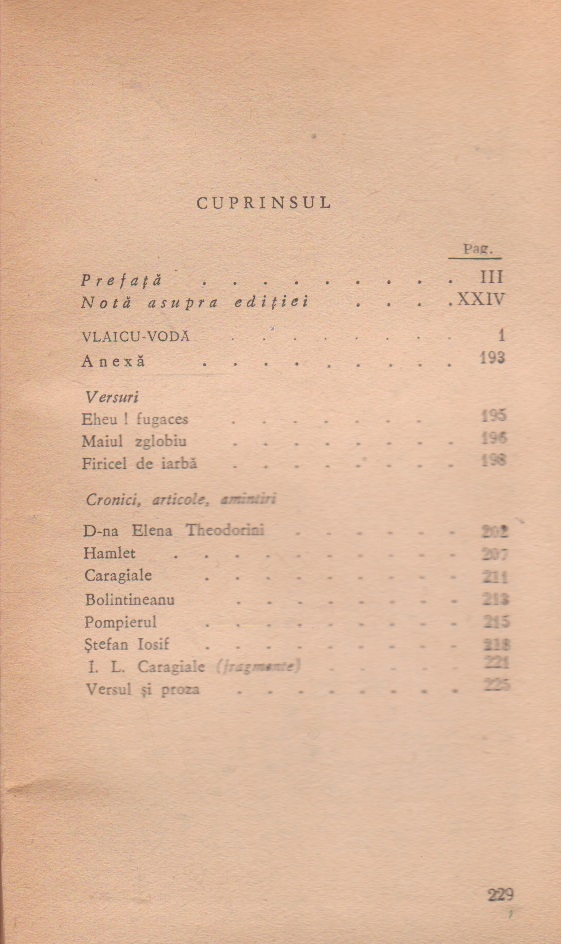 CUPRINSUL
Pag.
Prefață . . . . . . . . . III
Notă asupra ediției . . . . XXIV
VLAICU-VODĂ . . . . . . . 1
Anexă . . . . . . . . 193
Versuri
Eheu ! fugaces . . . . . . . 195
Maiul zglobiu . . . . . . . . 196
Firicel de iarbă . . . . . . . . 198
Cronici, articole, amintiri
D-na Elena Theodorini . . . . . . 202
Hamlet . . . . . . . . . . 207
Caragiale . . . . . . . . . 211
Bolintineanu . . . . . . . . 213
Pompierul . . . . . . . . . 215
Ștefan Iosif . . . . . . . . . 218
I. L. Caragiale (fragmente) . . . . . 221
Versul și proza . . . . . . . . 225
229